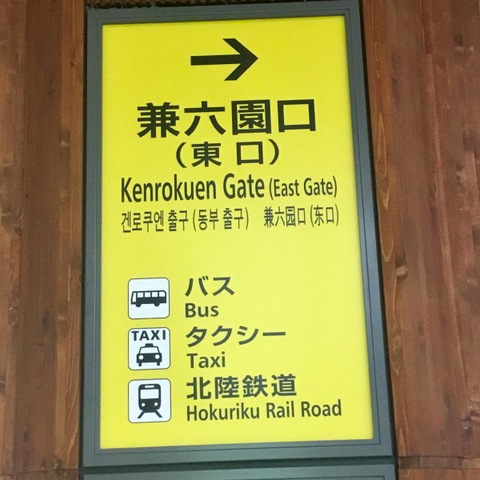 →
兼六園口
（東 口）
Kenrokuen Gate (East Gate)
겐로쿠엔 출구 (동부 출구) 兼六园口 (东口)
バス
Bus
TAXI タクシー
Taxi
北陸鉄道
Hokuriku Rail Road